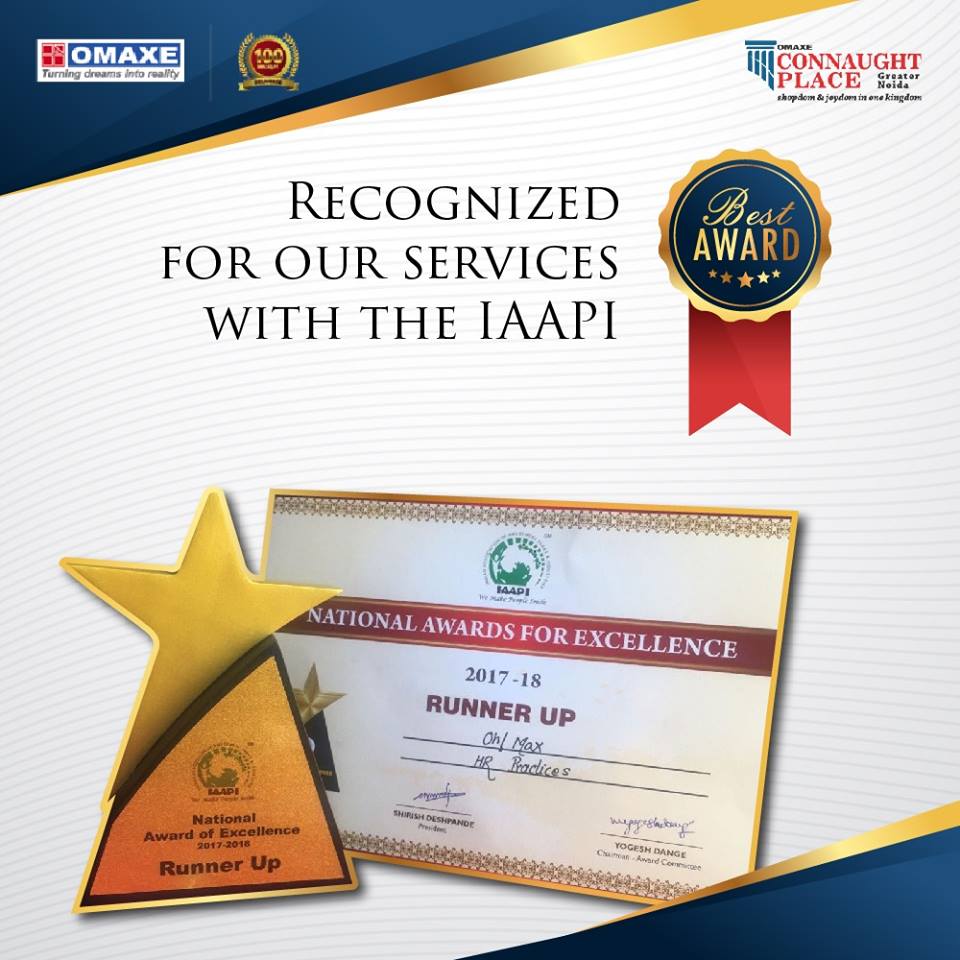 OMAXE
Turning dreams into reality
100
OMAXE
CONNAUGHT
PLACE Greater
Noida
shopdom & joydom in one kingdom
RECOGNIZED
FOR OUR SERVICES
WITH THE IAAPI
Best
AWARD
IAAPI
We Make People Smile
NATIONAL AWARDS FOR EXCELLENCE
2017-18
RUNNER UP
Oh! Max
HR Practices
SHIRISH DESHPANDE
President
YOGESH DANGE
Chairman - Award Committee
IAAPI
We Make People Smile
National
Award of Excellence
2017-2018
Runner Up